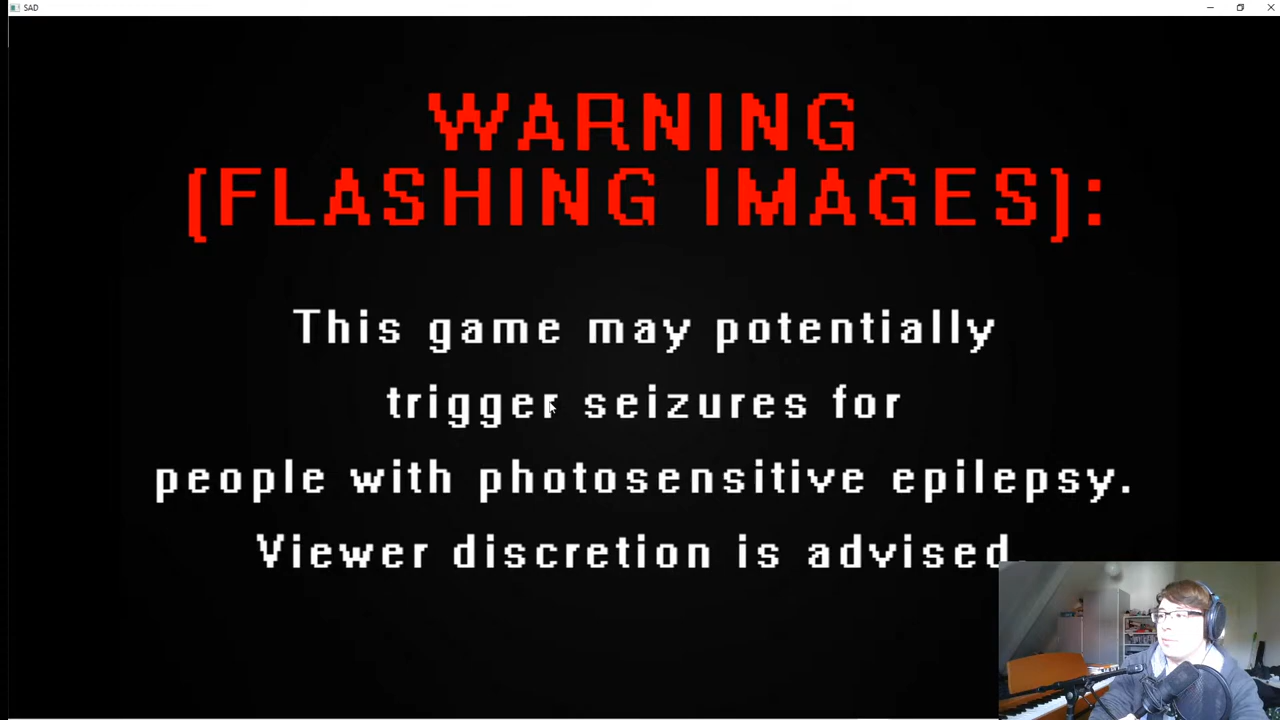 SAD
WARNING
(FLASHING IMAGES):
This game may potentially
trigger seizures for
people with photosensitive epilepsy.
Viewer discretion is advised.